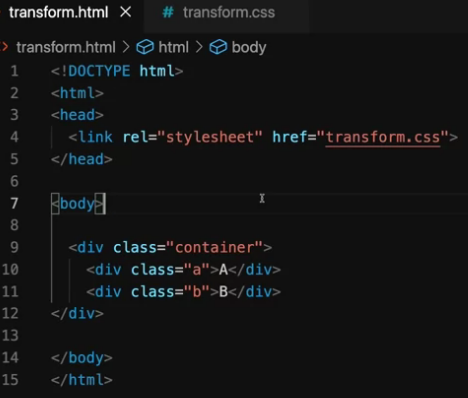 transform.html × # transform.css
> transform.html > html > body
1 <!DOCTYPE html>
2 <html>
3 <head>
4 <link rel="stylesheet" href="transform.css">
5 </head>
6
7 <body>
8
9 <div class="container">
10 <div class="a">A</div>
11 <div class="b">B</div>
12 </div>
13
14 </body>
15 </html>